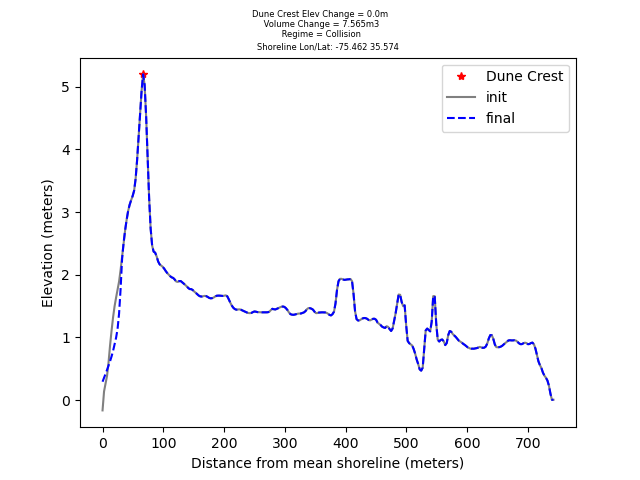 Dune Crest Elev Change = 0.0m
Volume Change = 7.565m3
Regime = Collision
Shoreline Lon/Lat: -75.462 35.574
Dune Crest
init
final
Elevation (meters)
5
4
3
2
1
0
0 100 200 300 400 500 600 700
Distance from mean shoreline (meters)